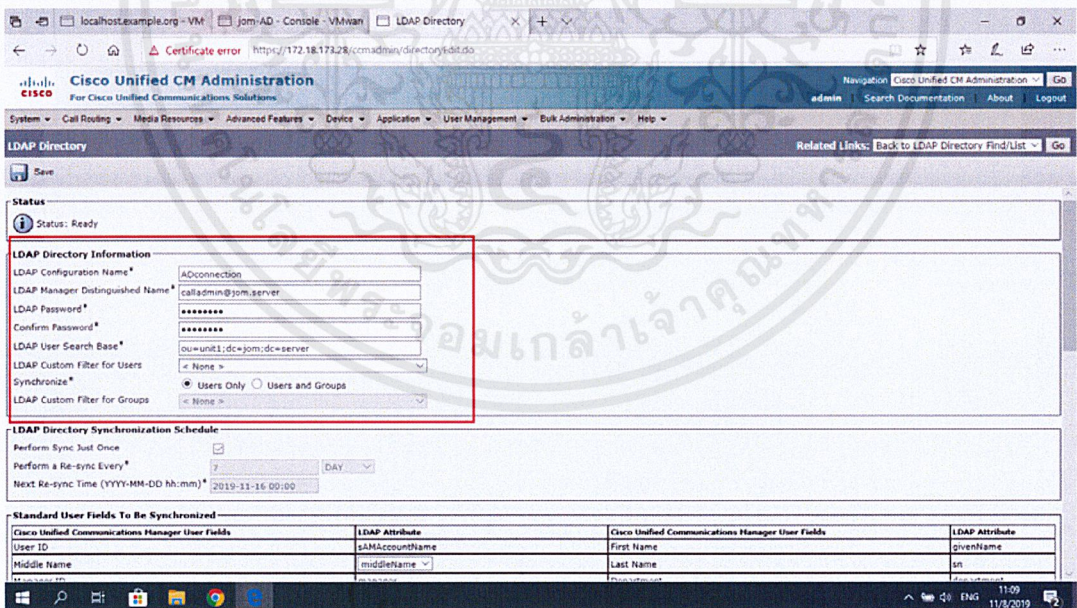 localhost.example.org - VM
jom-AD - Console - VMwan
LDAP Directory
Certificate error
https://172.18.173.28/ccmadmin/directoryEdit.do
cisco
Cisco Unified CM Administration
For Cisco Unified Communications Solutions
Navigation Cisco Unified CM Administration Go
admin Search Documentation About Logout
System Call Routing Media Resources Advanced Features Device Application User Management Bulk Administration Help
LDAP Directory
Related Links: Back to LDAP Directory Find/List Go
Save
Status
Status: Ready
LDAP Directory Information
LDAP Configuration Name* ADconnection
LDAP Manager Distinguished Name* calladmin@jom.server
LDAP Password* ••••••••
Confirm Password* ••••••••
LDAP User Search Base* ou=unit1;dc=jom;dc=server
LDAP Custom Filter for Users < None >
Synchronize* Users Only Users and Groups
LDAP Custom Filter for Groups < None >
LDAP Directory Synchronization Schedule
Perform Sync Just Once
Perform a Re-sync Every* 7 DAY
Next Re-sync Time (YYYY-MM-DD hh:mm)* 2019-11-16 00:00
Standard User Fields To Be Synchronized
Cisco Unified Communications Manager User Fields LDAP Attribute Cisco Unified Communications Manager User Fields LDAP Attribute
User ID sAMAccountName First Name givenName
Middle Name middleName Last Name sn
Manager ID manager Department department
ENG
11:09
11/8/2019